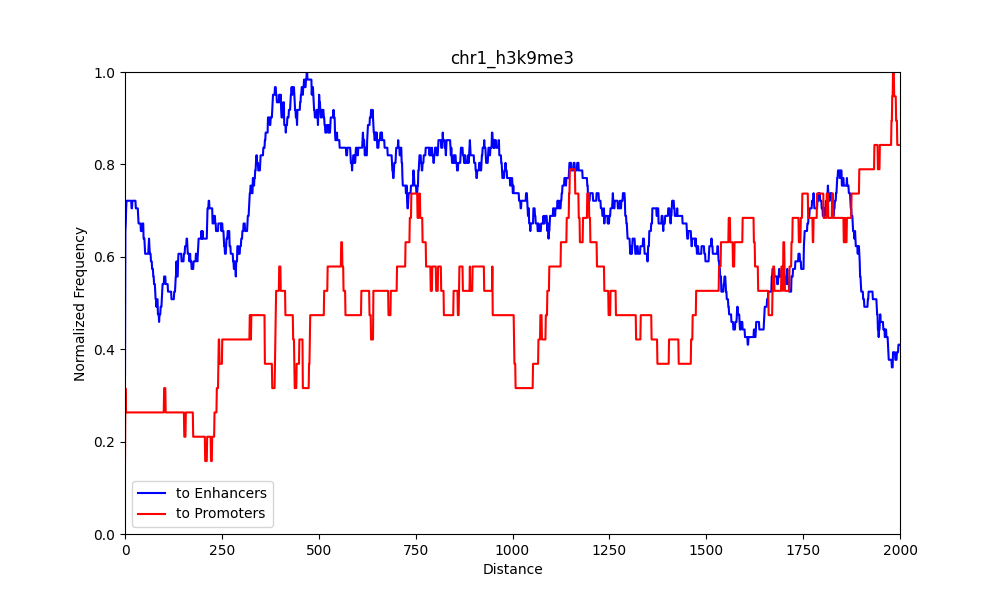 chr1_h3k9me3
Normalized Frequency
1.0
0.8
0.6
0.4
0.2
0.0
to Enhancers
to Promoters
0 250 500 750 1000 1250 1500 1750 2000
Distance